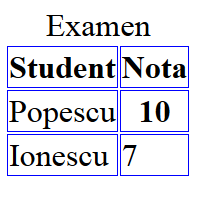 Examen
Student Nota
Popescu 10
Ionescu 7